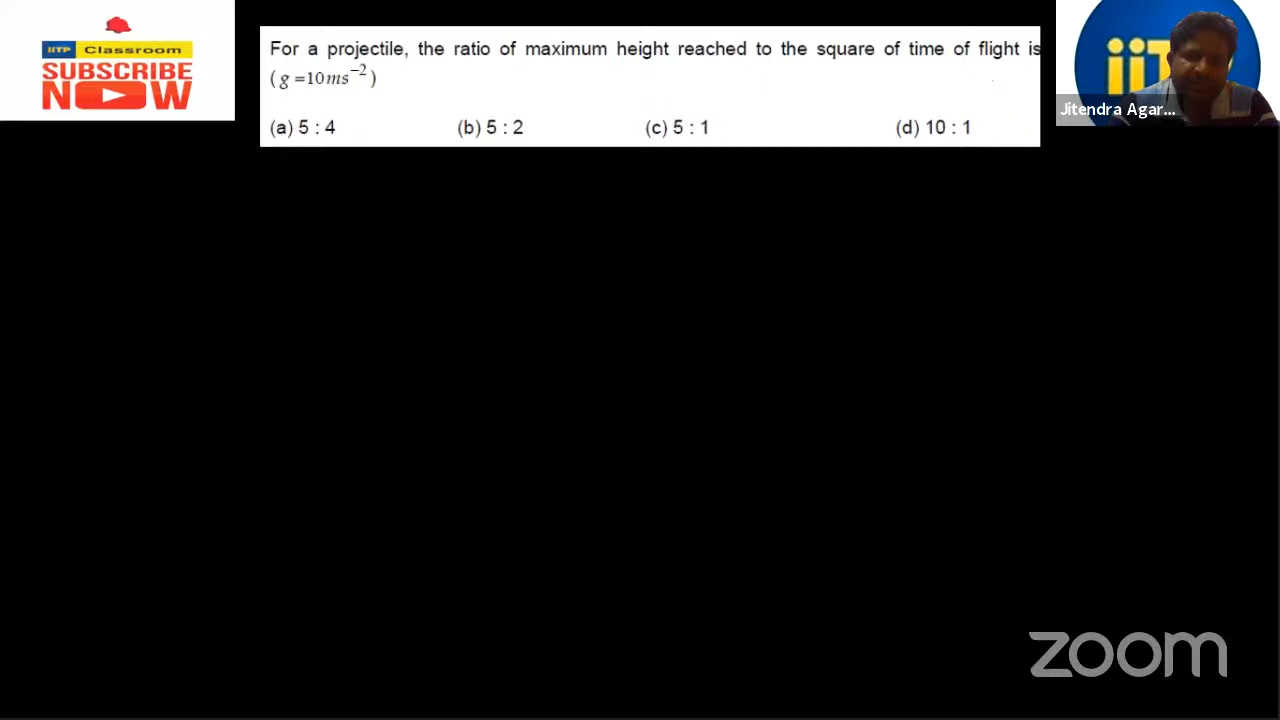 IITP Classroom
SUBSCRIBE
NOW
For a projectile, the ratio of maximum height reached to the square of time of flight is
(g =10ms⁻²)
(a) 5 : 4 (b) 5 : 2 (c) 5 : 1 (d) 10 : 1
Jitendra Agar...
zoom